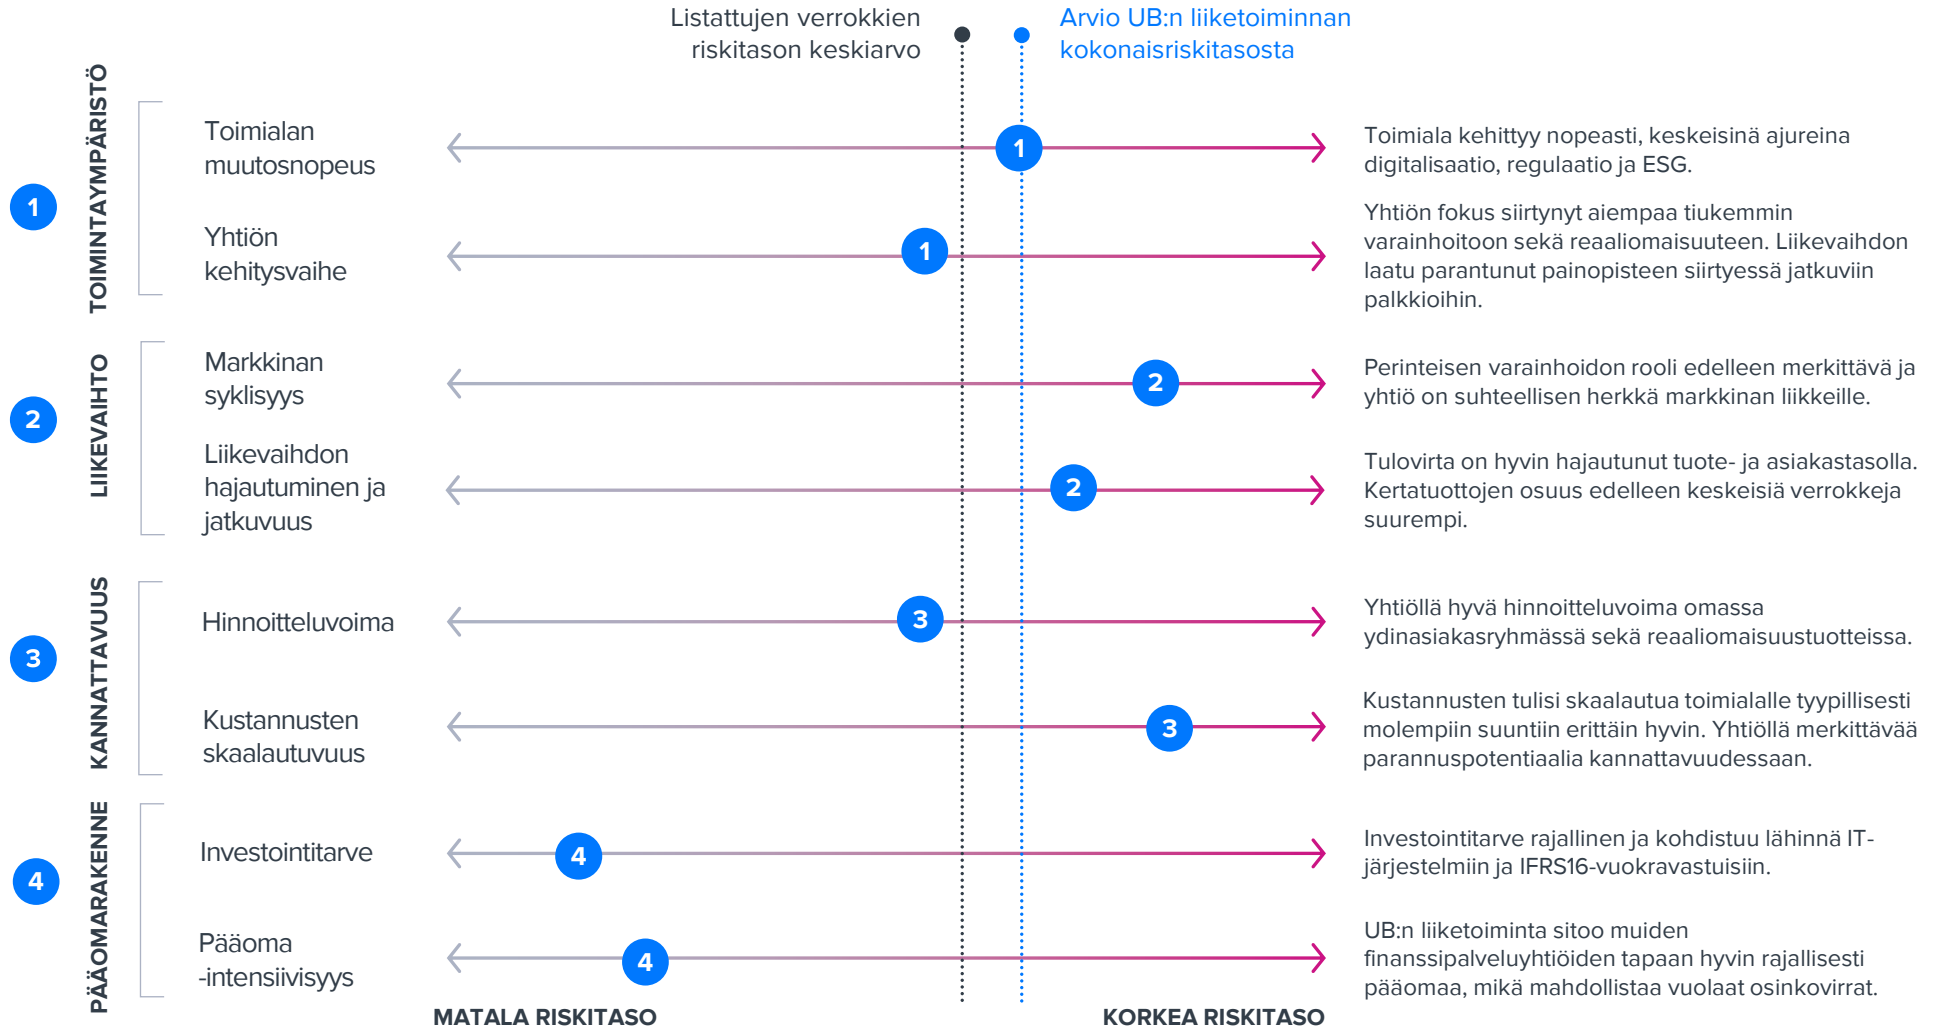 Listattujen verrokkien
riskitason keskiarvo
Arvio UB:n liiketoiminnan
kokonaisriskitasosta
1
TOIMINTAYMPÄRISTÖ
Toimialan
muutosnopeus
1
Toimiala kehittyy nopeasti, keskeisinä ajureina
digitalisaatio, regulaatio ja ESG.
Yhtiön
kehitysvaihe
1
Yhtiön fokus siirtynyt aiempaa tiukemmin
varainhoitoon sekä reaaliomaisuuteen. Liikevaihdon
laatu parantunut painopisteen siirtyessä jatkuviin
palkkioihin.
2
LIIKEVAIHTO
Markkinan
syklisyys
2
Perinteisen varainhoidon rooli edelleen merkittävä ja
yhtiö on suhteellisen herkkä markkinan liikkeille.
Liikevaihdon
hajautuminen ja
jatkuvuus
2
Tulovirta on hyvin hajautunut tuote- ja asiakastasolla.
Kertatuottojen osuus edelleen keskeisiä verrokkeja
suurempi.
3
KANNATTAVUUS
Hinnoitteluvoima
3
Yhtiöllä hyvä hinnoitteluvoima omassa
ydinasiakasryhmässä sekä reaaliomaisuustuotteissa.
Kustannusten
skaalautuvuus
3
Kustannusten tulisi skaalautua toimialalle tyypillisesti
molempiin suuntiin erittäin hyvin. Yhtiöllä merkittävää
parannuspotentiaalia kannattavuudessaan.
4
PÄÄOMARAKENNE
Investointitarve
4
Investointitarve rajallinen ja kohdistuu lähinnä IT-
järjestelmiin ja IFRS16-vuokravastuisiin.
Pääoma
-intensiivisyys
4
UB:n liiketoiminta sitoo muiden
finanssipalveluyhtiöiden tapaan hyvin rajallisesti
pääomaa, mikä mahdollistaa vuolaat osinkovirrat.
MATALA RISKITASO
KORKEA RISKITASO